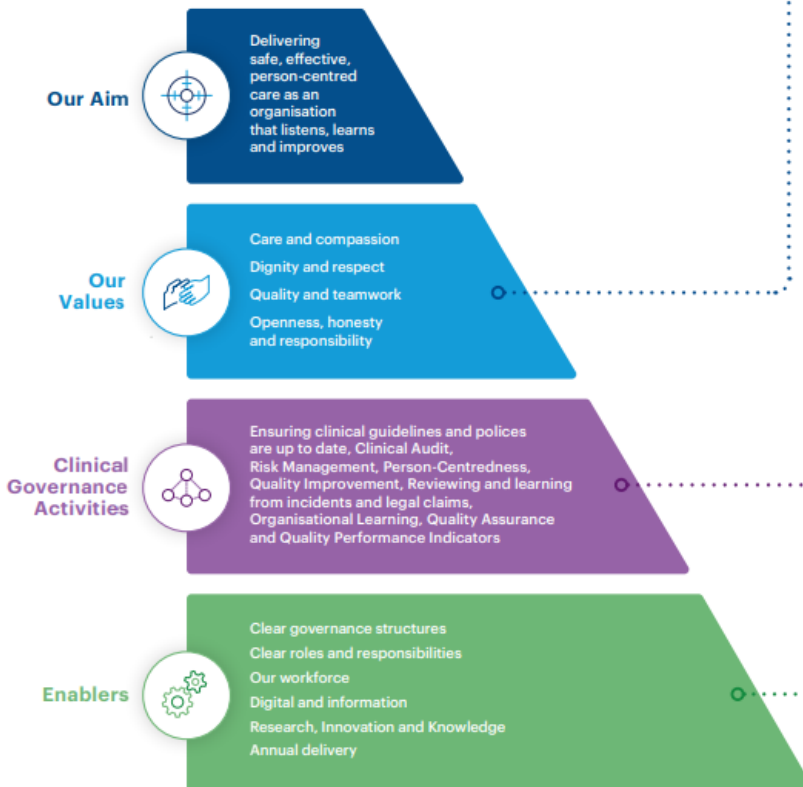 Our Aim
Delivering
safe, effective,
person-centred
care as an
organisation
that listens, learns
and improves
Our
Values
Care and compassion
Dignity and respect
Quality and teamwork
Openness, honesty
and responsibility
Clinical
Governance
Activities
Ensuring clinical guidelines and polices
are up to date, Clinical Audit,
Risk Management, Person-Centredness,
Quality Improvement, Reviewing and learning
from incidents and legal claims,
Organisational Learning, Quality Assurance
and Quality Performance Indicators
Enablers
Clear governance structures
Clear roles and responsibilities
Our workforce
Digital and information
Research, Innovation and Knowledge
Annual delivery